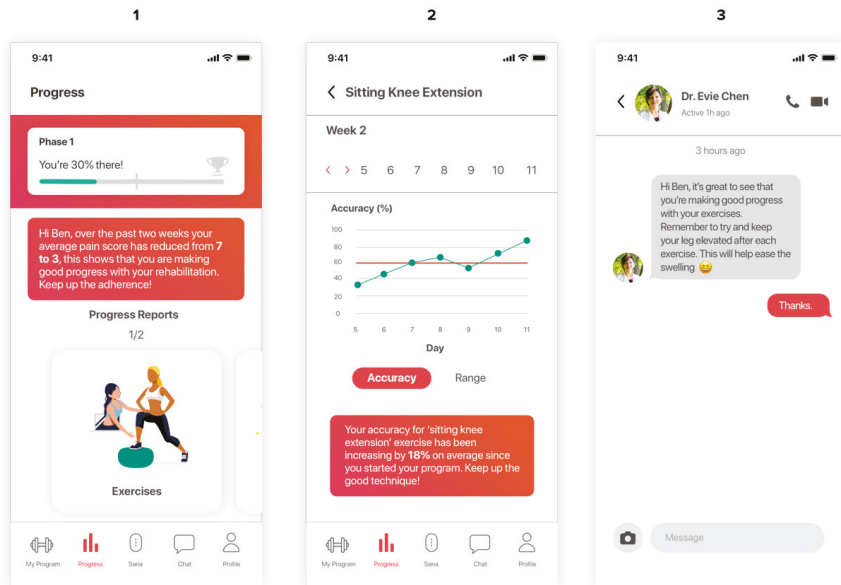 1
9:41
Progress
Phase 1
You're 30% there!
Hi Ben, over the past two weeks your
average pain score has reduced from 7
to 3, this shows that you are making
good progress with your rehabilitation.
Keep up the adherence!
Progress Reports
1/2
Exercises
My Program
Progress
Sana
Chat
Profile
2
9:41
Sitting Knee Extension
Week 2
5 6 7 8 9 10 11
Accuracy (%)
100
80
60
40
20
0
5 6 7 8 9 10 11
Day
Accuracy
Range
Your accuracy for 'sitting knee
extension' exercise has been
increasing by 18% on average since
you started your program. Keep up the
good technique!
My Program
Progress
Sana
Chat
Profile
3
9:41
Dr. Evie Chen
Active 1h ago
3 hours ago
Hi Ben, it's great to see that
you're making good progress
with your exercises.
Remember to try and keep
your leg elevated after each
exercise. This will help ease the
swelling 😄
Thanks.
Message